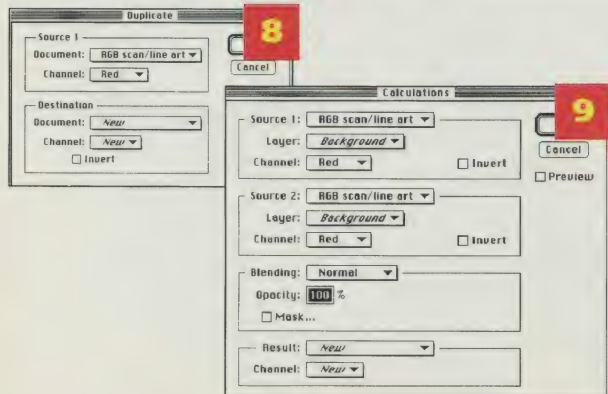 Duplicate
8
Source 1
Document: RGB scan/line art
Channel: Red
Cancel
Destination
Document: New
Channel: New
Invert
Calculations
9
Source 1: RGB scan/line art
Layer: Background
Channel: Red
Invert
Cancel
Preview
Source 2: RGB scan/line art
Layer: Background
Channel: Red
Invert
Blending: Normal
Opacity: 100 %
Mask...
Result: New
Channel: New